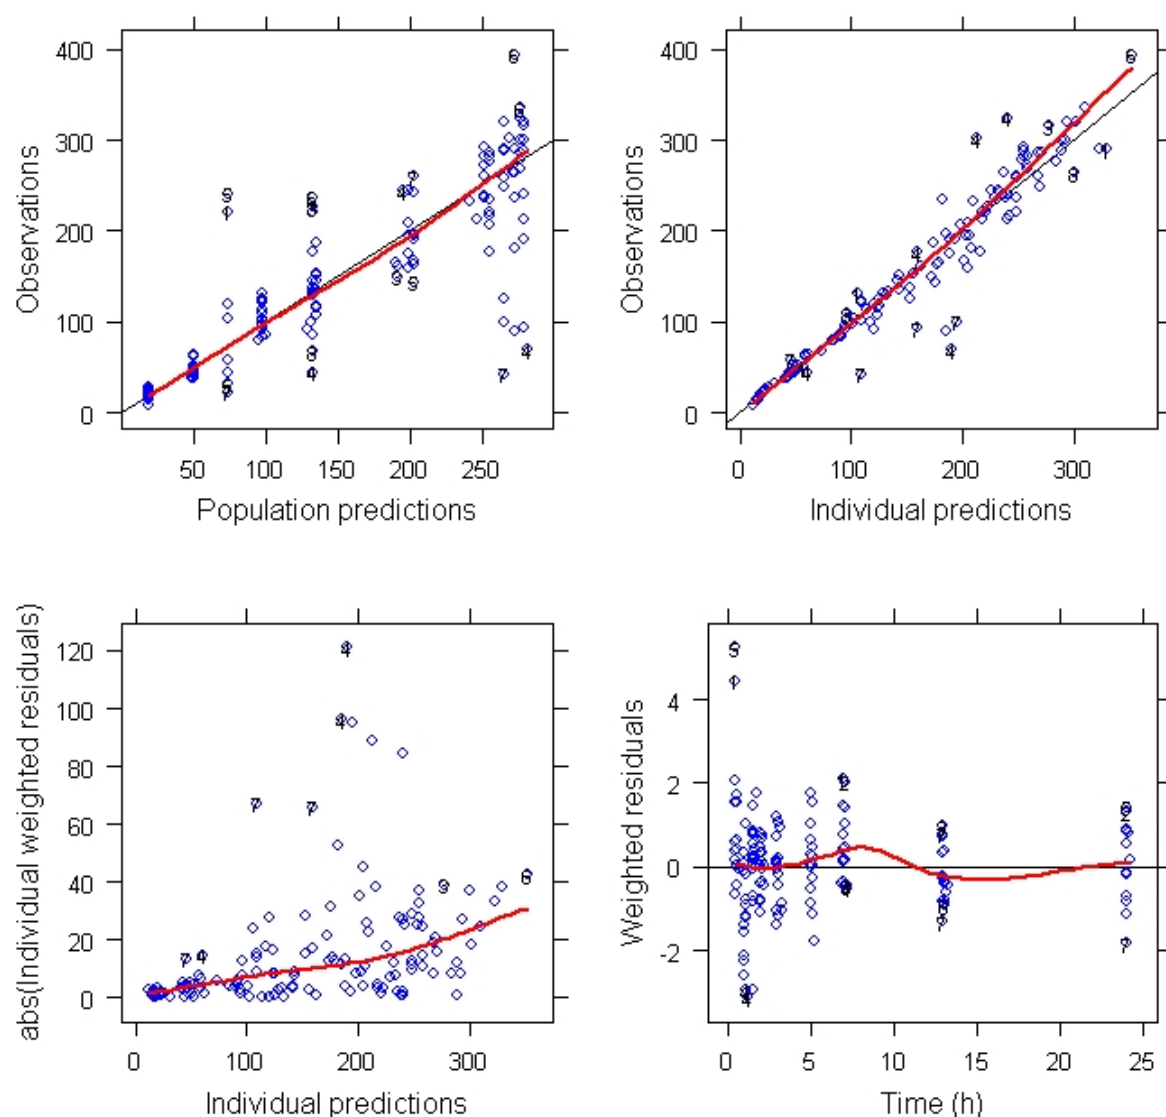 400
300
200
100
0
Observations
50 100 150 200 250
Population predictions
400
300
200
100
0
Observations
0 100 200 300
Individual predictions
120
100
80
60
40
20
0
abs(Individual weighted residuals)
0 100 200 300
Individual predictions
4
2
0
-2
Weighted residuals
0 5 10 15 20 25
Time (h)